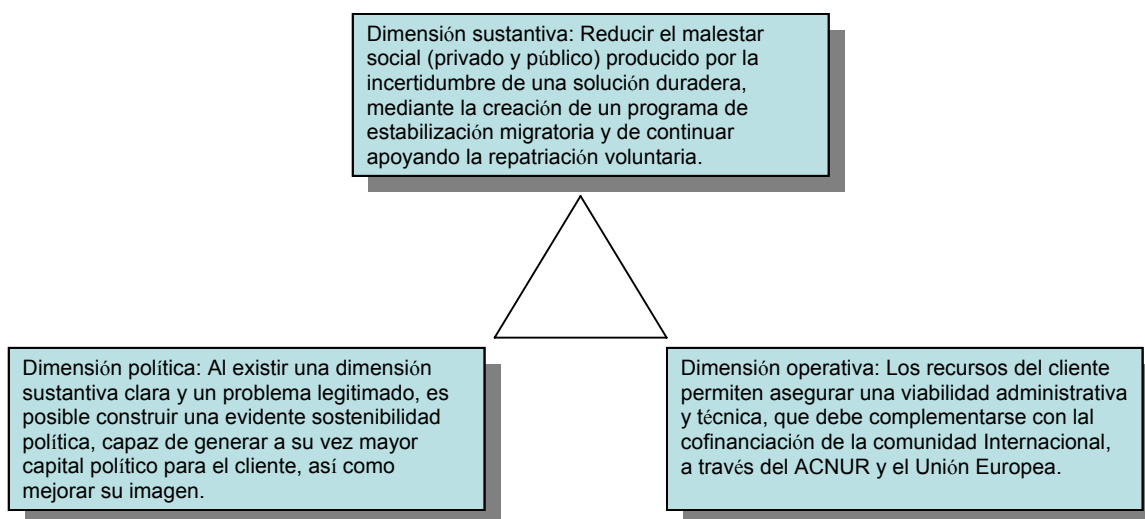 Dimensión sustantiva: Reducir el malestar
social (privado y público) producido por la
incertidumbre de una solución duradera,
mediante la creación de un programa de
estabilización migratoria y de continuar
apoyando la repatriación voluntaria.
Dimensión política: Al existir una dimensión
sustantiva clara y un problema legitimado, es
posible construir una evidente sostenibilidad
política, capaz de generar a su vez mayor
capital político para el cliente, así como
mejorar su imagen.
Dimensión operativa: Los recursos del cliente
permiten asegurar una viabilidad administrativa
y técnica, que debe complementarse con lal
cofinanciación de la comunidad Internacional,
a través del ACNUR y el Unión Europea.